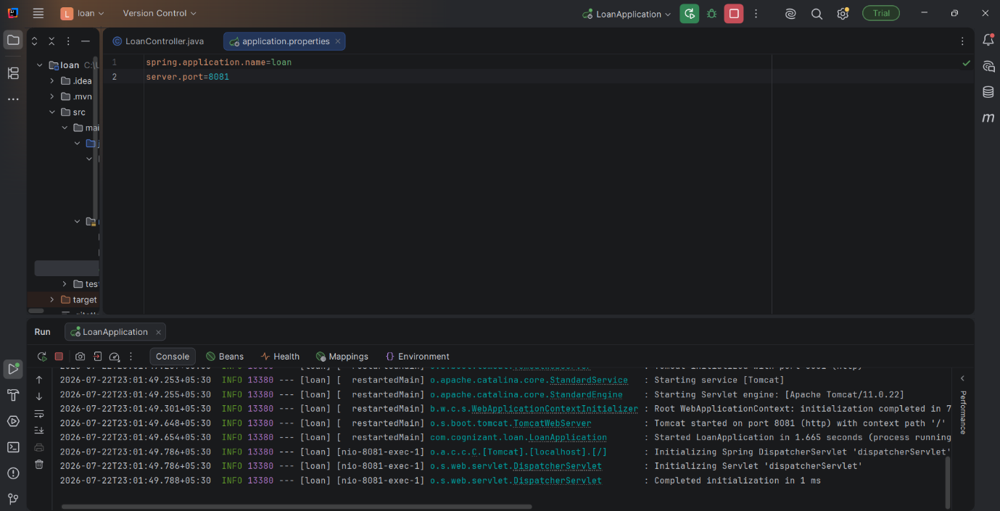 L loan Version Control LoanApplication Trial
LoanController.java application.properties
1 spring.application.name=loan
2 server.port=8081
loan C:\
.idea
.mvn
src
mai
tes
target
Run LoanApplication
Console Beans Health Mappings {} Environment
2026-07-22T23:01:49.253+05:30 INFO 13380 --- [loan] [ restartedMain] o.apache.catalina.core.StandardService : Starting service [Tomcat]
2026-07-22T23:01:49.255+05:30 INFO 13380 --- [loan] [ restartedMain] o.apache.catalina.core.StandardEngine : Starting Servlet engine: [Apache Tomcat/11.0.22]
2026-07-22T23:01:49.301+05:30 INFO 13380 --- [loan] [ restartedMain] b.w.c.s.WebApplicationContextInitializer : Root WebApplicationContext: initialization completed in 7
2026-07-22T23:01:49.648+05:30 INFO 13380 --- [loan] [ restartedMain] o.s.boot.tomcat.TomcatWebServer : Tomcat started on port 8081 (http) with context path '/'
2026-07-22T23:01:49.654+05:30 INFO 13380 --- [loan] [ restartedMain] com.cognizant.loan.LoanApplication : Started LoanApplication in 1.665 seconds (process running
2026-07-22T23:01:49.786+05:30 INFO 13380 --- [loan] [nio-8081-exec-1] o.a.c.c.C.[Tomcat].[localhost].[/] : Initializing Spring DispatcherServlet 'dispatcherServlet'
2026-07-22T23:01:49.786+05:30 INFO 13380 --- [loan] [nio-8081-exec-1] o.s.web.servlet.DispatcherServlet : Initializing Servlet 'dispatcherServlet'
2026-07-22T23:01:49.788+05:30 INFO 13380 --- [loan] [nio-8081-exec-1] o.s.web.servlet.DispatcherServlet : Completed initialization in 1 ms
Performance